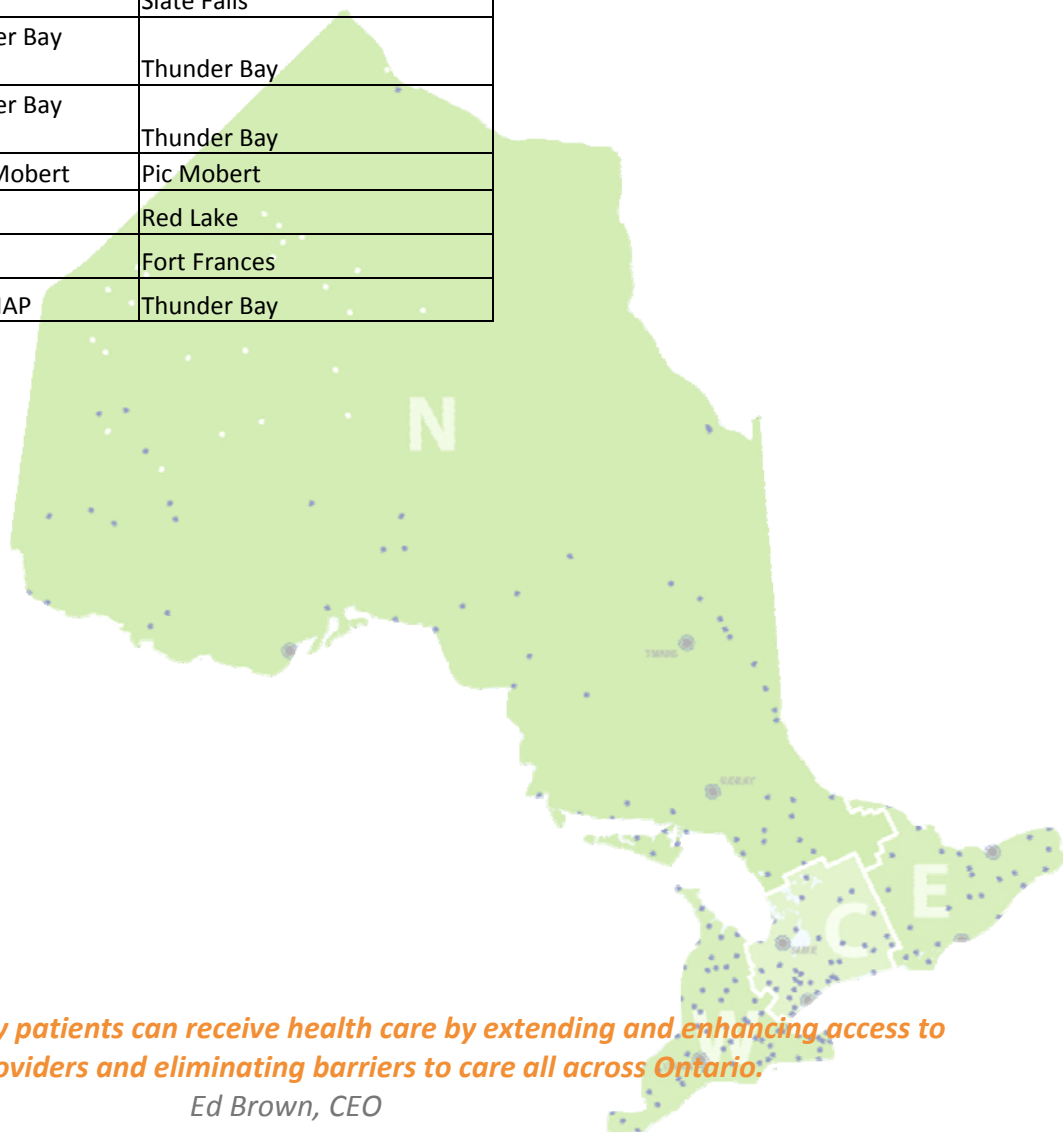 Slate Falls
er Bay
Thunder Bay
er Bay
Thunder Bay
Mobert Pic Mobert
Red Lake
Fort Frances
Thunder Bay
N
E
C
W
y patients can receive health care by extending and enhancing access to
oviders and eliminating barriers to care all across Ontario.
Ed Brown, CEO